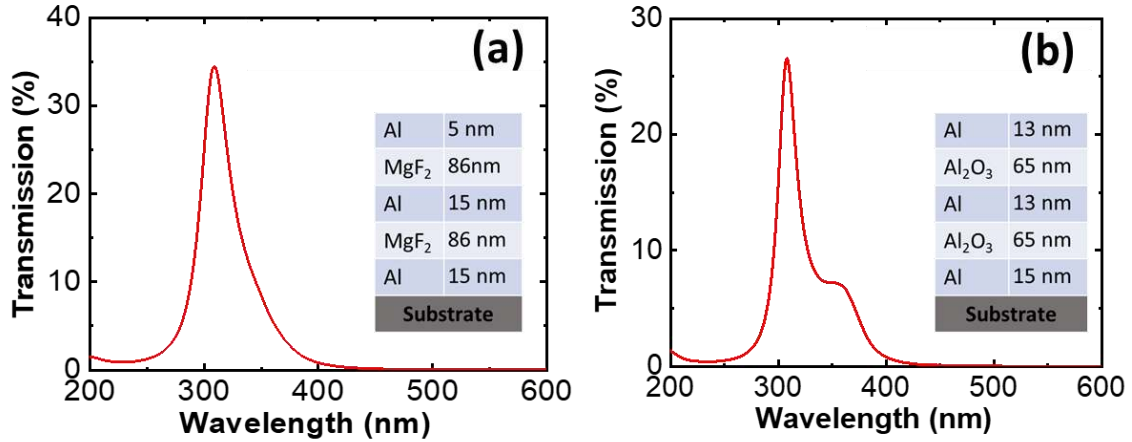 (a)
Transmission (%)
40
30
20
10
0
200 300 400 500 600
Wavelength (nm)
Al 5 nm
MgF₂ 86nm
Al 15 nm
MgF₂ 86 nm
Al 15 nm
Substrate
(b)
Transmission (%)
30
20
10
0
200 300 400 500 600
Wavelength (nm)
Al 13 nm
Al₂O₃ 65 nm
Al 13 nm
Al₂O₃ 65 nm
Al 15 nm
Substrate